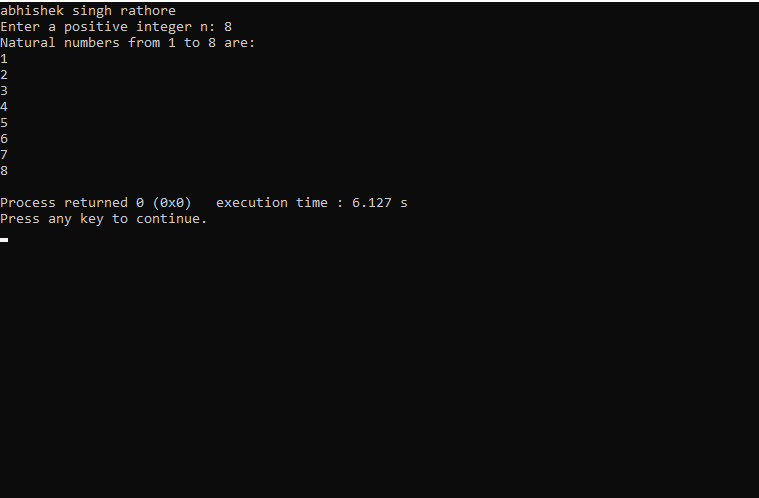 abhishek singh rathore
Enter a positive integer n: 8
Natural numbers from 1 to 8 are:
1
2
3
4
5
6
7
8
Process returned 0 (0x0)   execution time : 6.127 s
Press any key to continue.